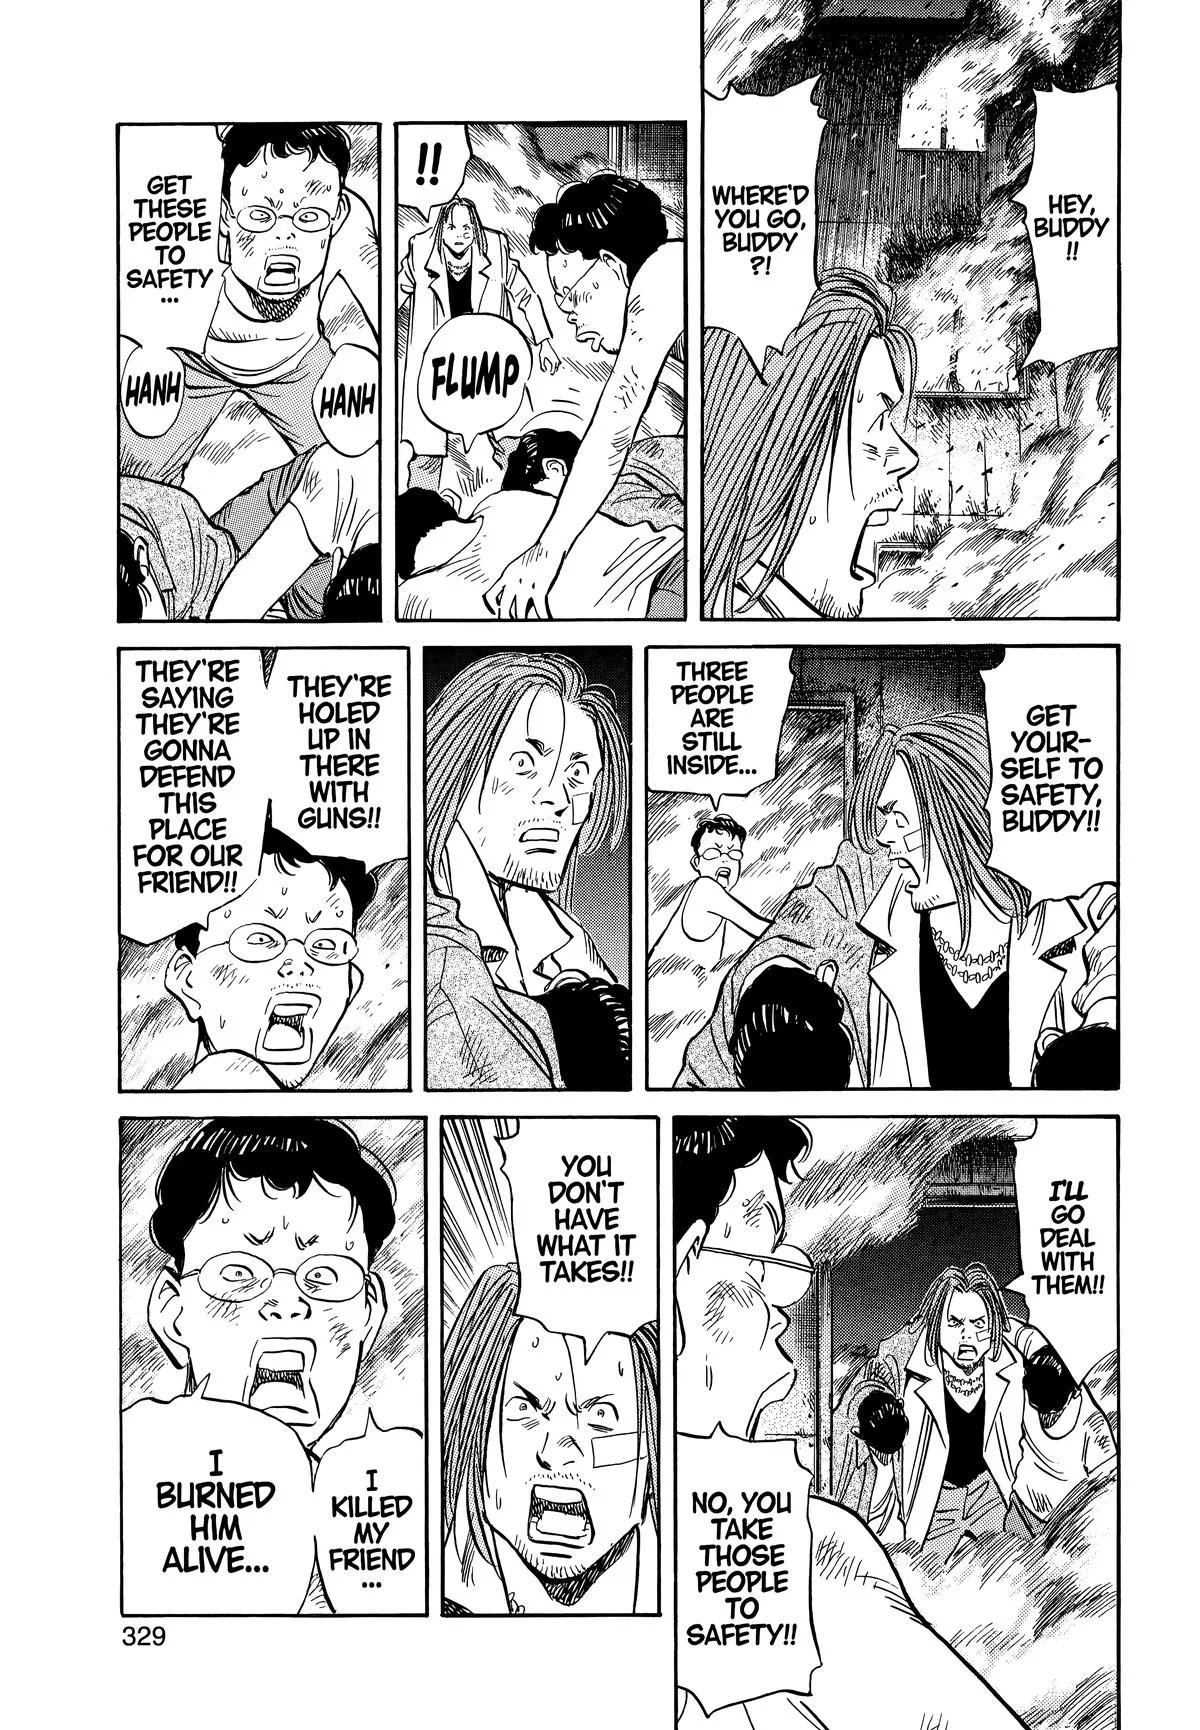 HEY,
BUDDY
!!
WHERE'D
YOU GO,
BUDDY
?!
!!
FLUMP
GET
THESE
PEOPLE
TO
SAFETY
...
HANH
HANH
GET
YOUR-
SELF TO
SAFETY,
BUDDY!!
THREE
PEOPLE
ARE
STILL
INSIDE...
THEY'RE
HOLED
UP IN
THERE
WITH
GUNS!!
THEY'RE
SAYING
THEY'RE
GONNA
DEFEND
THIS
PLACE
FOR OUR
FRIEND!!
I'LL
GO
DEAL
WITH
THEM!!
NO, YOU
TAKE
THOSE
PEOPLE
TO
SAFETY!!
YOU
DON'T
HAVE
WHAT IT
TAKES!!
I
KILLED
MY
FRIEND
...
I
BURNED
HIM
ALIVE...
329